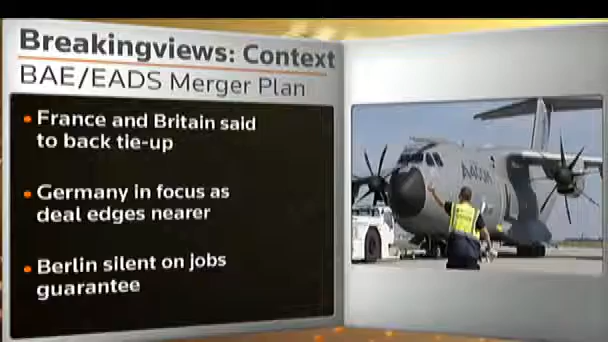 Breakingviews: Context
BAE/EADS Merger Plan
France and Britain said
to back tie-up
Germany in focus as
deal edges nearer
Berlin silent on jobs
guarantee
A400M